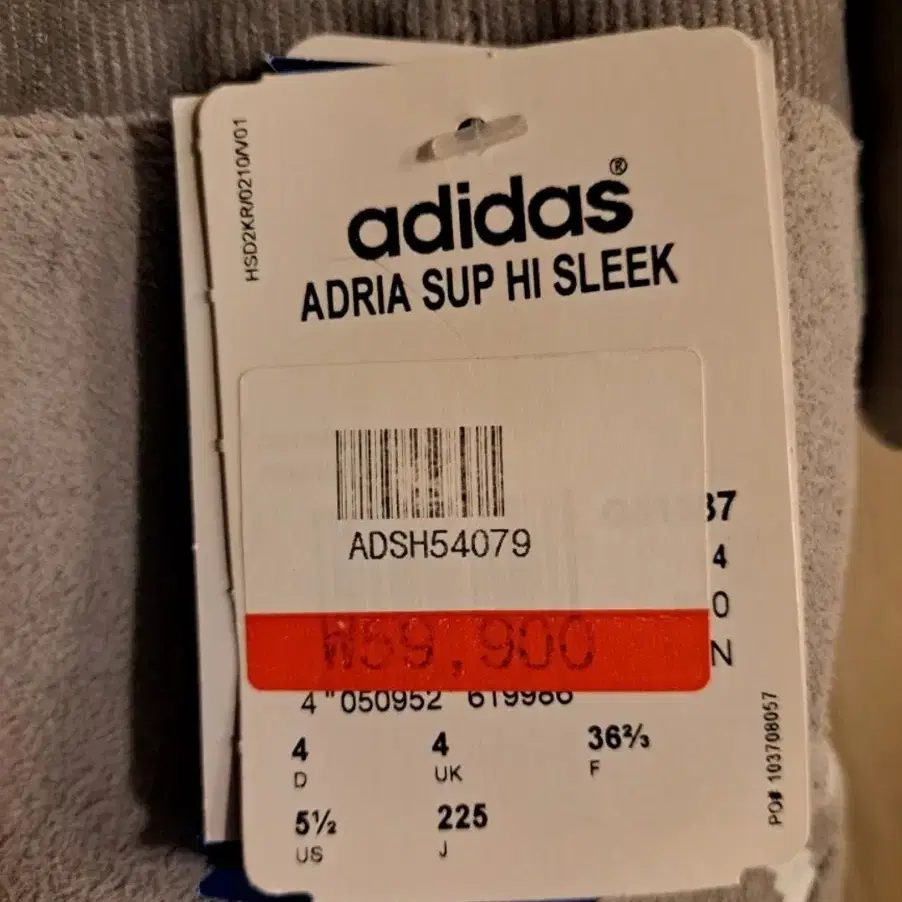 HSD2KR/0210/V01
adidas®
ADRIA SUP HI SLEEK
ADSH54079
37
4
0
N
₩59,900
4 "050952 619986
4 4 36⅔
D UK F
5½ 225
US J
PO# 103708057